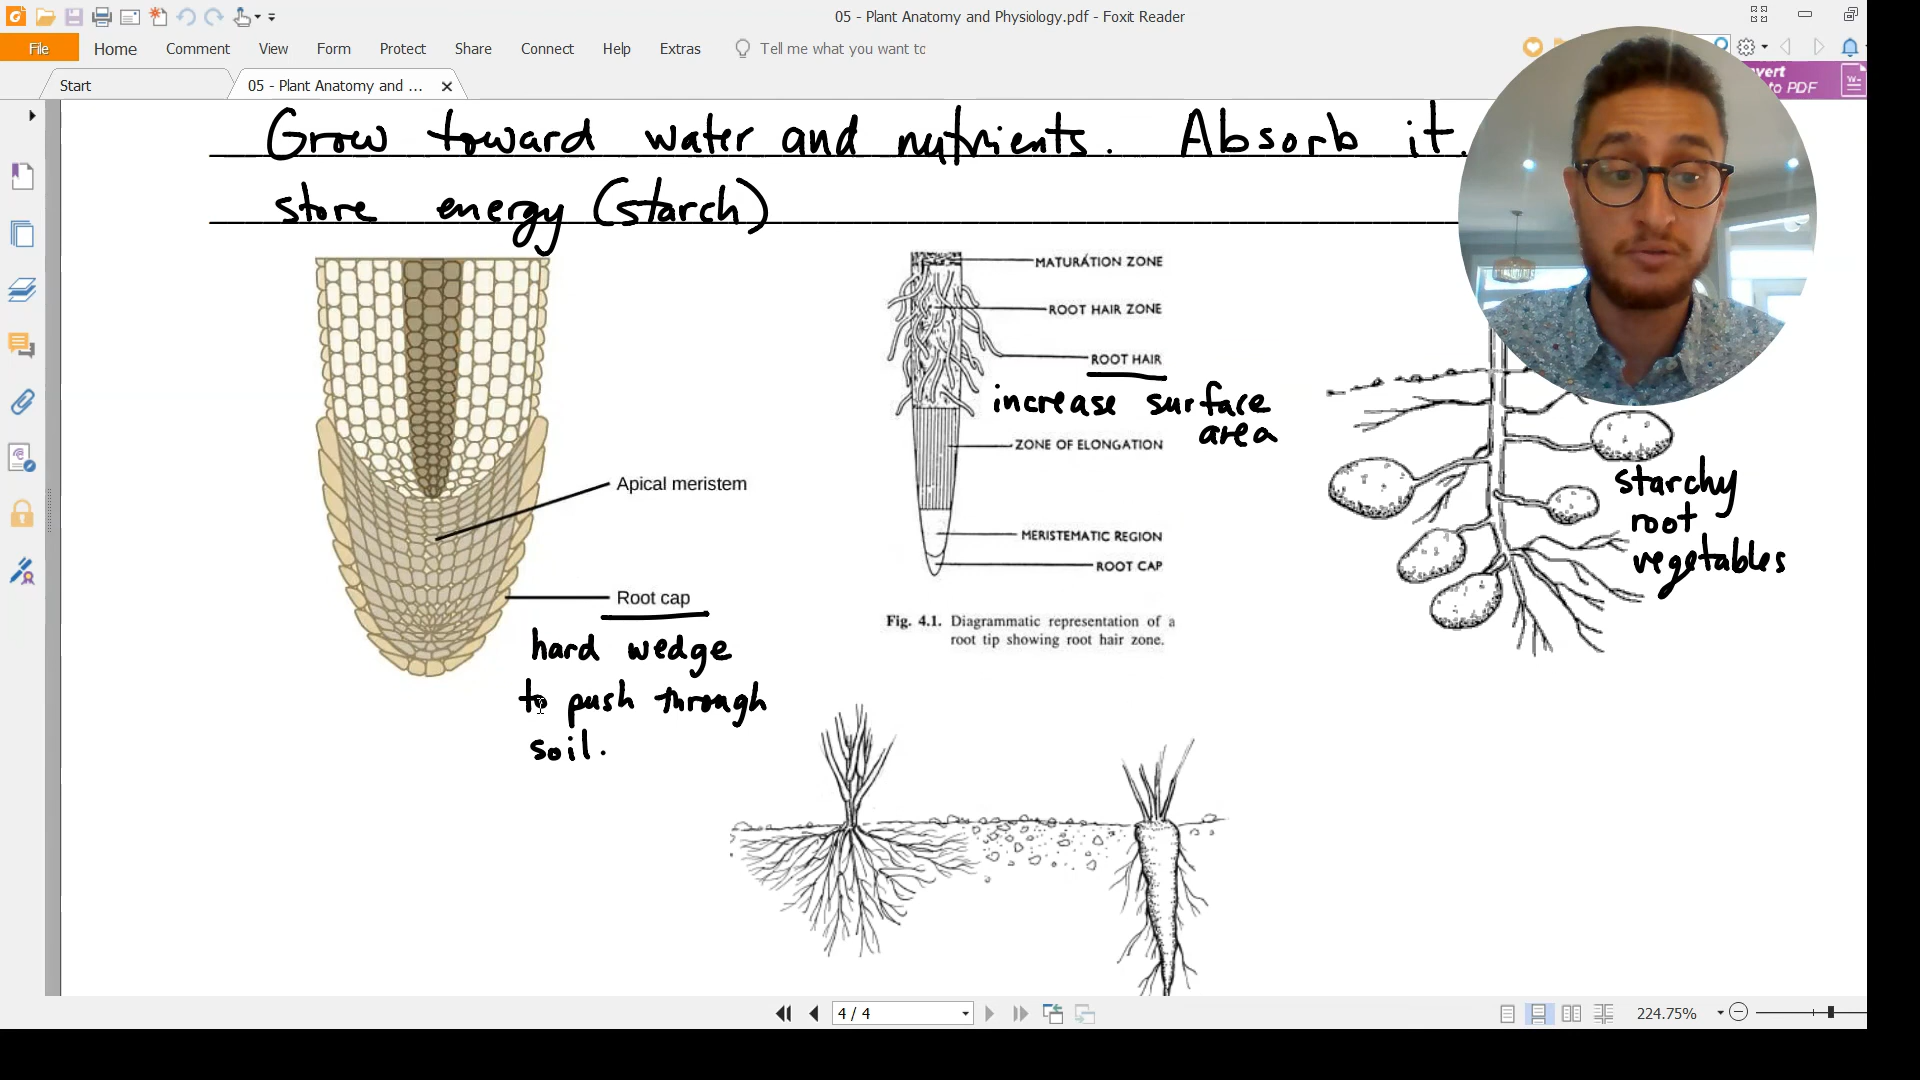 05 - Plant Anatomy and Physiology.pdf - Foxit Reader
File Home Comment View Form Protect Share Connect Help Extras Tell me what you want to
Start
05 - Plant Anatomy and ...
vert
to PDF
Grow toward water and nutrients. Absorb it.
store energy (starch)
MATURATION ZONE
ROOT HAIR ZONE
ROOT HAIR
increase surface
area
ZONE OF ELONGATION
MERISTEMATIC REGION
ROOT CAP
Fig. 4.1. Diagrammatic representation of a
root tip showing root hair zone.
Apical meristem
Root cap
hard wedge
to push through
soil.
starchy
root
vegetables
4 / 4
224.75%